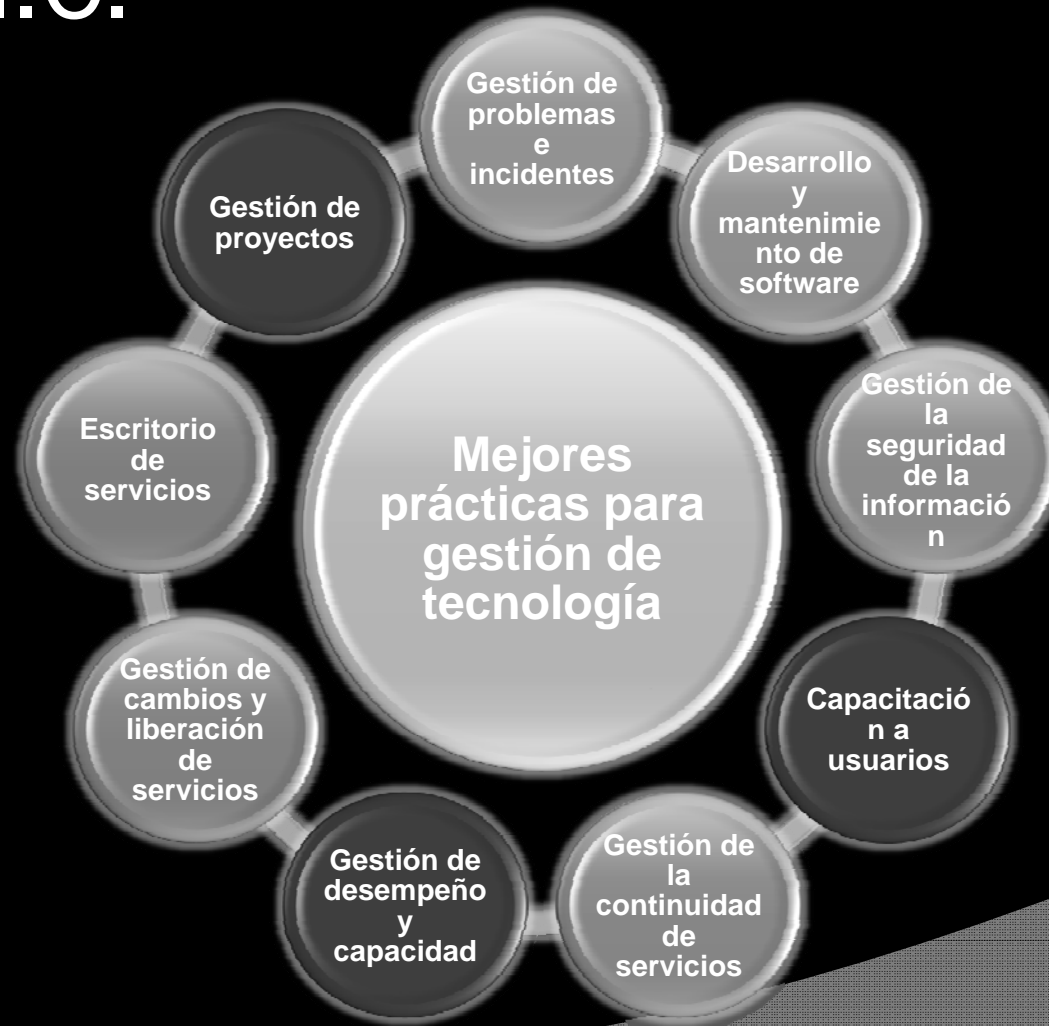 Gestión de
problemas
e
incidentes
Desarrollo
y
mantenimie
nto de
software
Gestión de
la
seguridad
de la
informació
n
Capacitació
n a
usuarios
Gestión de
la
continuidad
de
servicios
Gestión de
desempeño
y
capacidad
Gestión de
cambios y
liberación
de
servicios
Escritorio
de
servicios
Gestión de
proyectos
Mejores
prácticas para
gestión de
tecnología